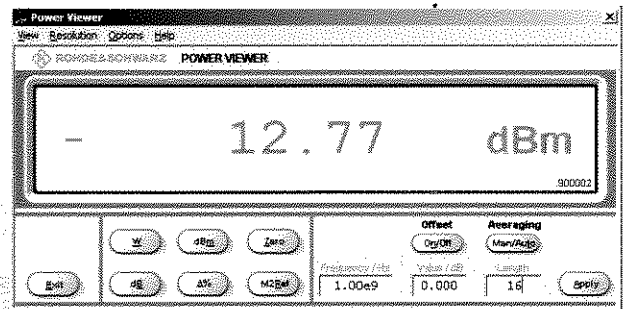 Power Viewer
View Resolution Options Help
ROHDE&SCHWARZ POWER VIEWER
- 12.77 dBm
900002
Offset Averaging
W dBm Zero On/Off Man/Auto
Frequency / Hz Value / dB Length
Exit dB Δ% M2Ref 1.00e9 0.000 16 Apply